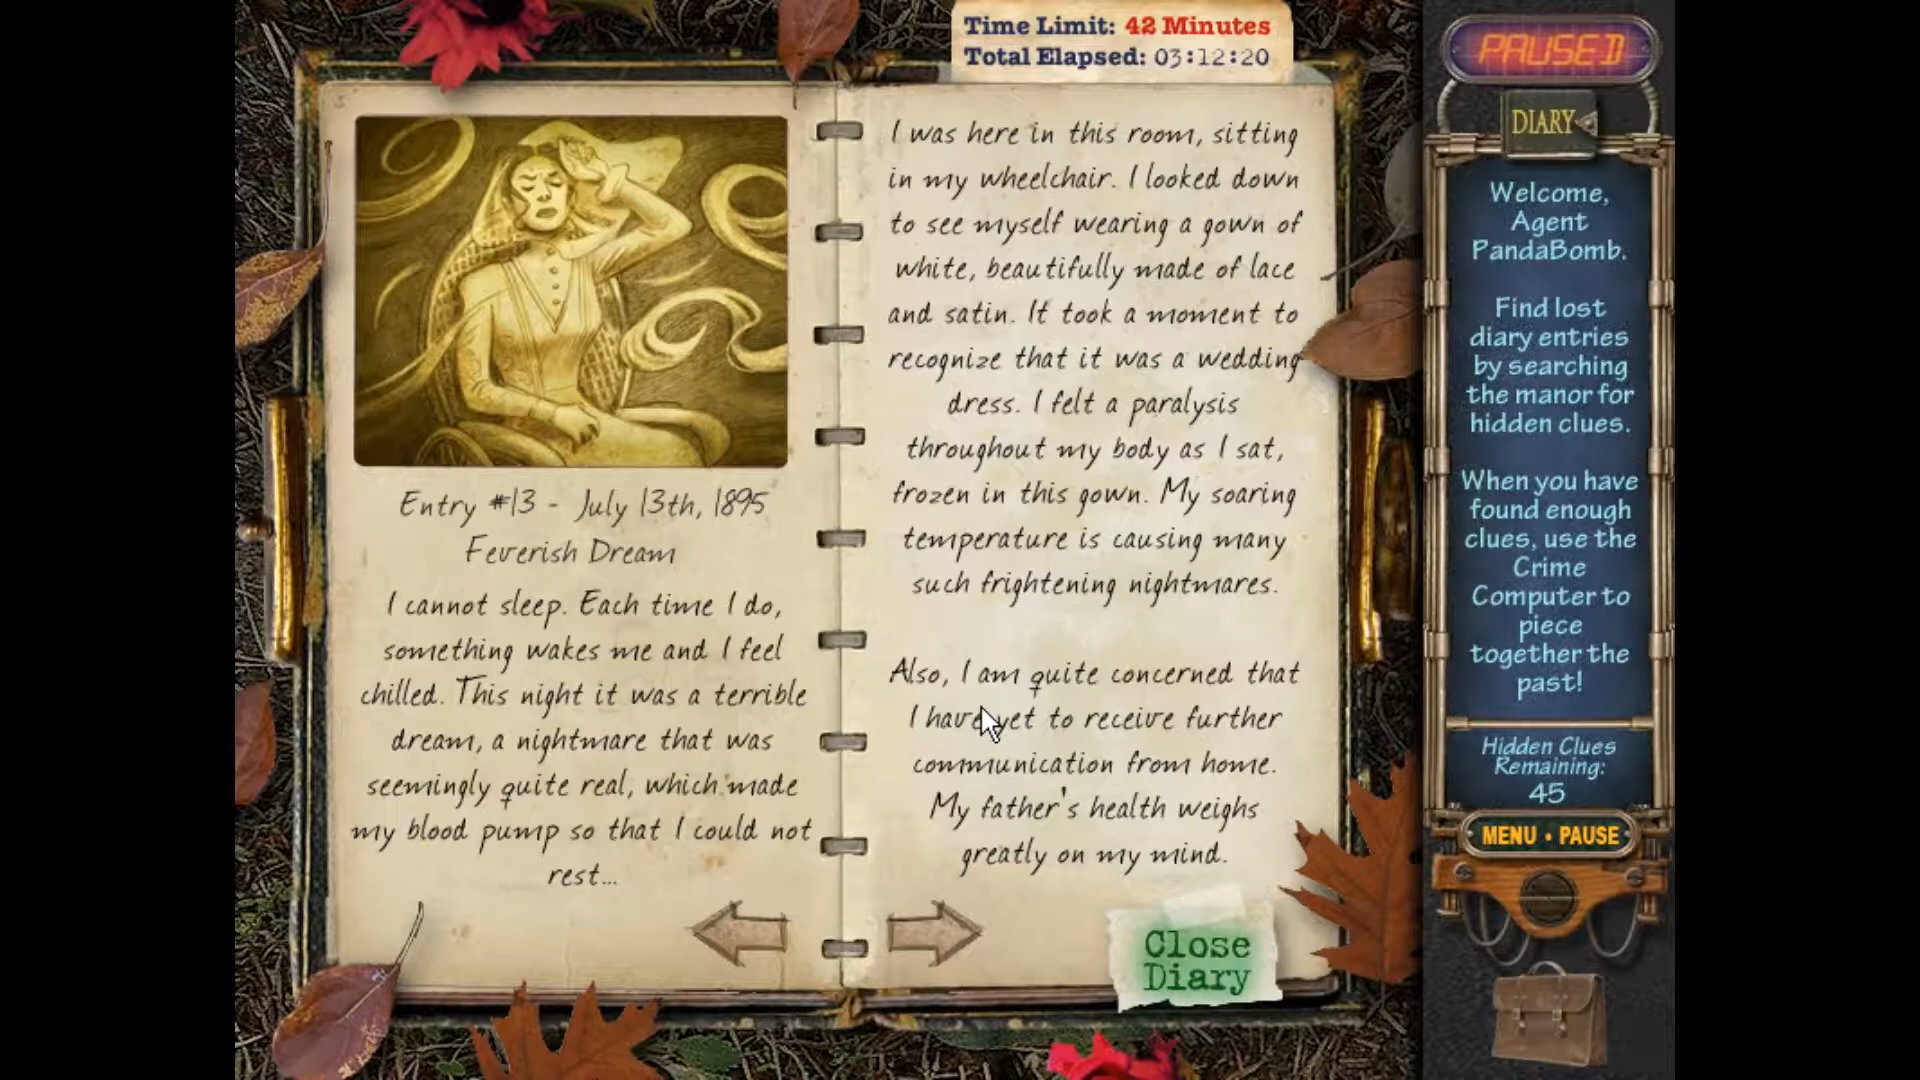 Time Limit: 42 Minutes
Total Elapsed: 03:12:20
Entry #13 - July 13th, 1895
Feverish Dream
I cannot sleep. Each time I do,
something wakes me and I feel
chilled. This night it was a terrible
dream, a nightmare that was
seemingly quite real, which made
my blood pump so that I could not
rest...
I was here in this room, sitting
in my wheelchair. I looked down
to see myself wearing a gown of
white, beautifully made of lace
and satin. It took a moment to
recognize that it was a wedding
dress. I felt a paralysis
throughout my body as I sat,
frozen in this gown. My soaring
temperature is causing many
such frightening nightmares.
Also, I am quite concerned that
I have yet to receive further
communication from home.
My father's health weighs
greatly on my mind.
Close
Diary
PAUSED
DIARY
Welcome,
Agent
PandaBomb.
Find lost
diary entries
by searching
the manor for
hidden clues.
When you have
found enough
clues, use the
Crime
Computer to
piece
together the
past!
Hidden Clues
Remaining:
45
MENU • PAUSE